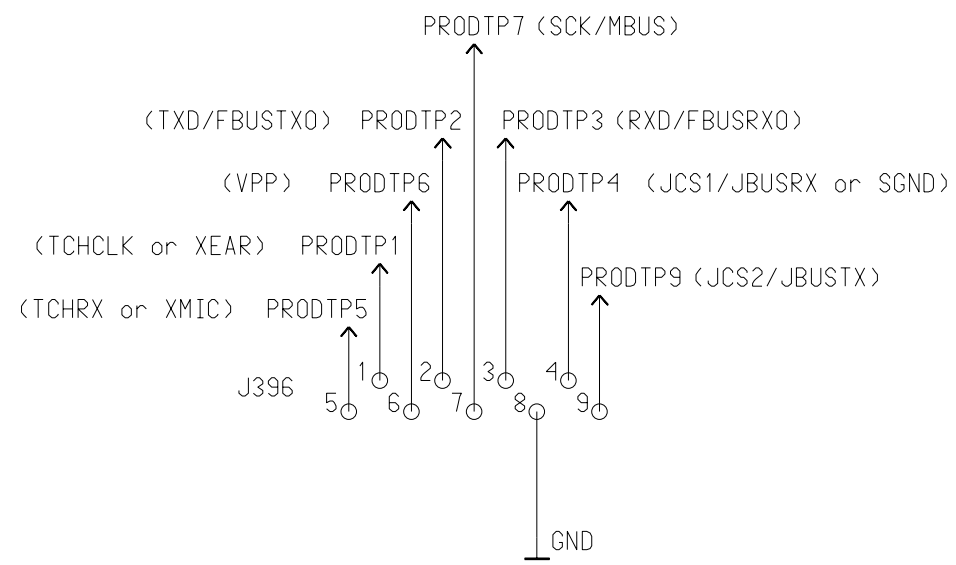 PRODTP7 (SCK/MBUS)
(TXD/FBUSTXO) PRODTP2 PRODTP3 (RXD/FBUSRXO)
(VPP) PRODTP6 PRODTP4 (JCS1/JBUSRX or SGND)
(TCHCLK or XEAR) PRODTP1
PRODTP9 (JCS2/JBUSTX)
(TCHRX or XMIC) PRODTP5
1 2 3 4
J396
5 6 7 8 9
GND